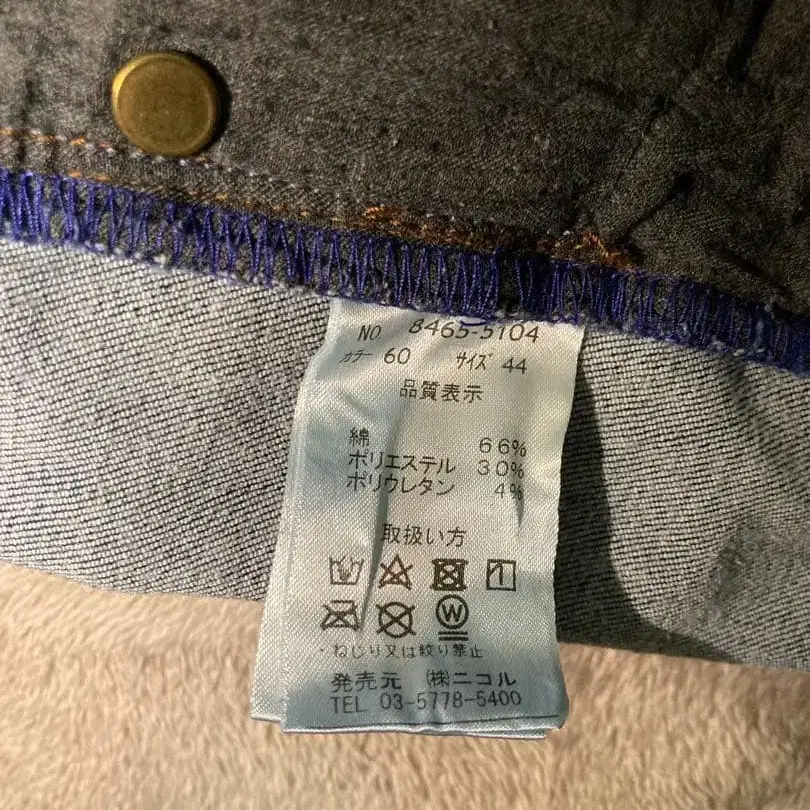 NO 8465-5104
カラー 60 サイズ 44
品質表示
綿 66%
ポリエステル 30%
ポリウレタン 4%
取扱い方
W
・ねじり又は絞り禁止
発売元 (株)ニコル
TEL 03-5778-5400